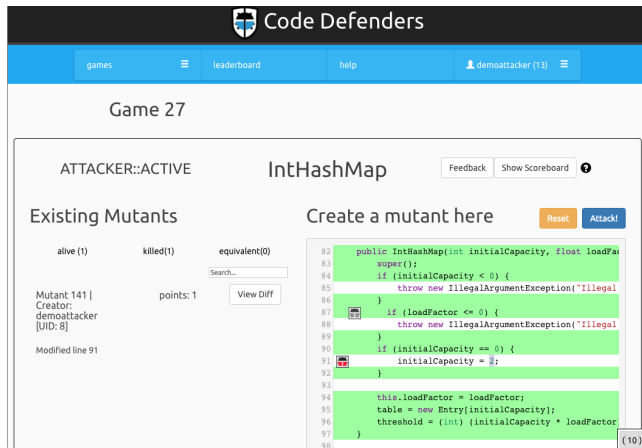 Code Defenders
games
leaderboard
help
demoattacker (13)
Game 27
ATTACKER::ACTIVE
IntHashMap
Feedback
Show Scoreboard
?
Existing Mutants
Create a mutant here
Reset
Attack!
alive (1)
killed(1)
equivalent(0)
Search...
Mutant 141 |
Creator:
demoattacker
[UID: 8]
points: 1
View Diff
Modified line 91
82 public IntHashMap(int initialCapacity, float loadFac
83 super();
84 if (initialCapacity < 0) {
85 throw new IllegalArgumentException("Illegal
86 }
87 if (loadFactor <= 0) {
88 throw new IllegalArgumentException("Illegal
89 }
90 if (initialCapacity == 0) {
91 initialCapacity = 2;
92 }
93
94 this.loadFactor = loadFactor;
95 table = new Entry[initialCapacity];
96 threshold = (int) (initialCapacity * loadFactor
97 }
98
(10)